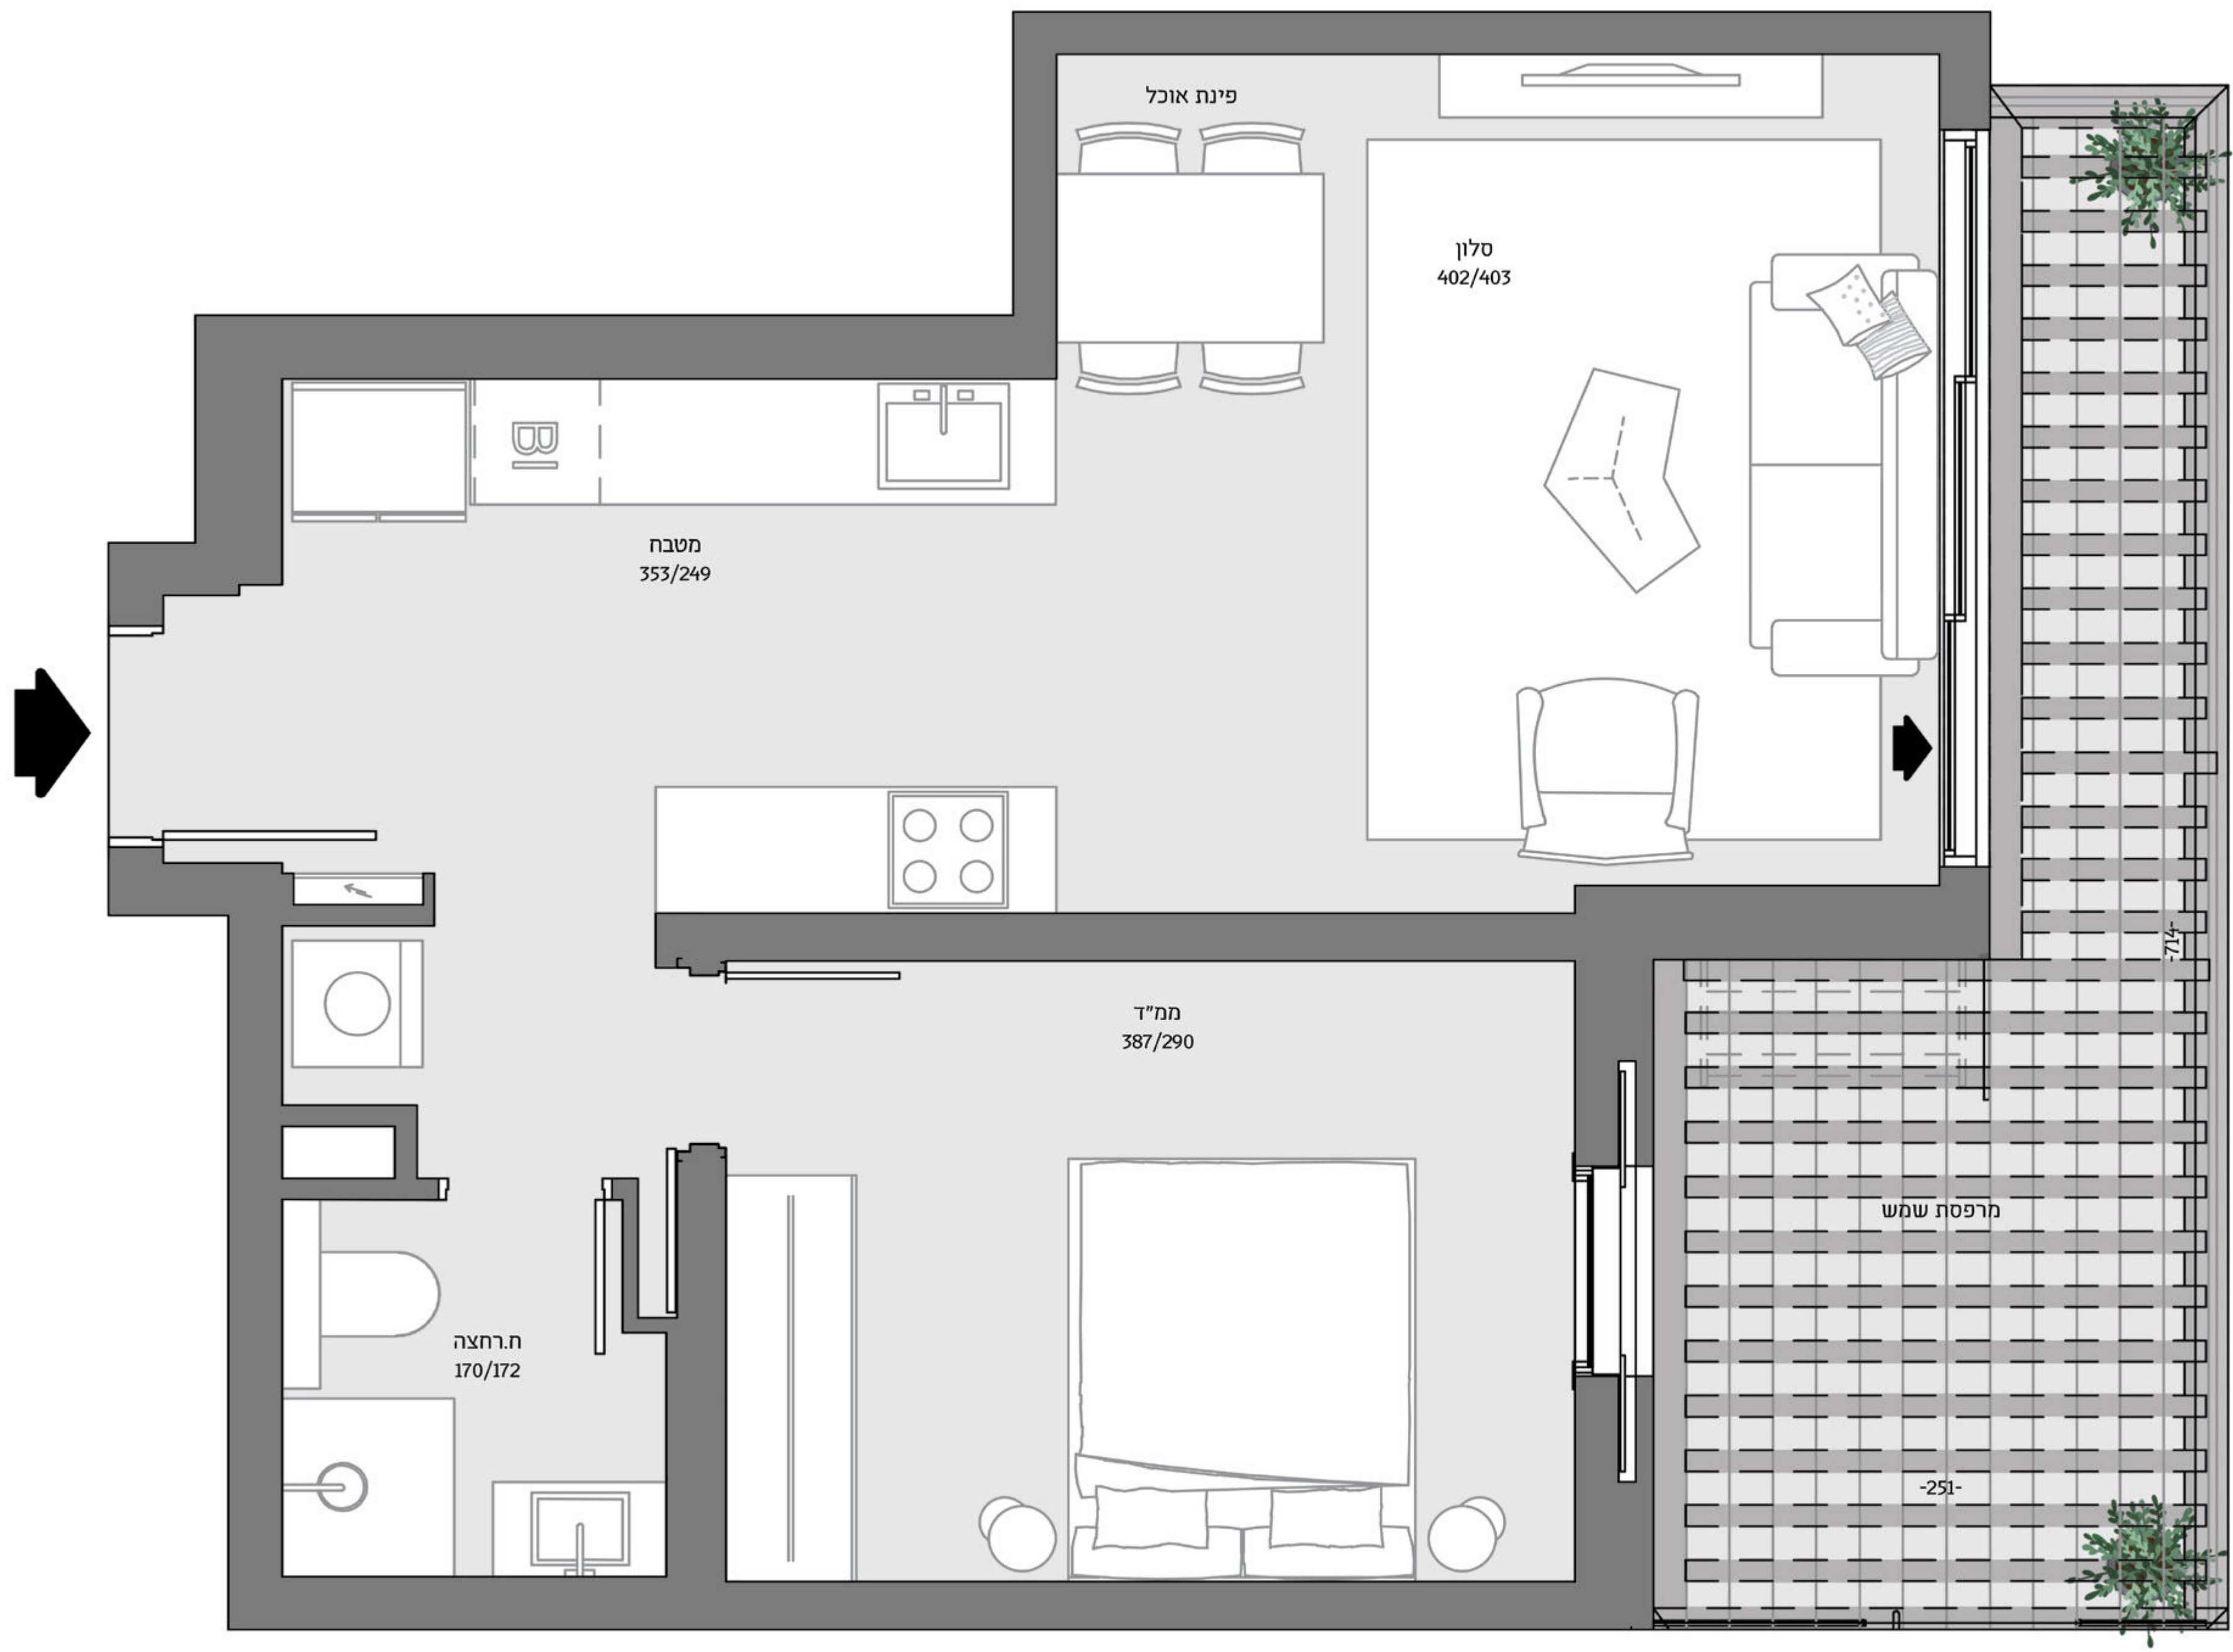 פינת אוכל
סלון
402/403
מטבח
353/249
ממ"ד
387/290
-714-
מרפסת שמש
-251-
ח.רחצה
170/172